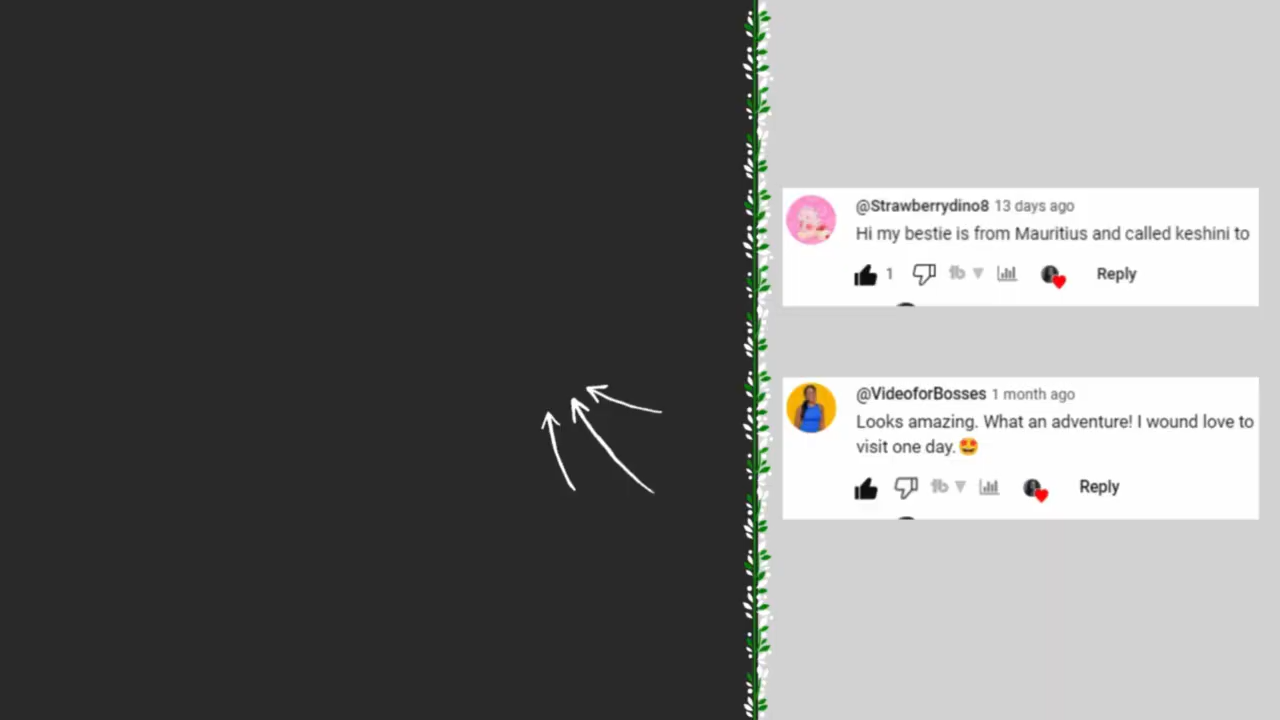 @Strawberrydino8 13 days ago
Hi my bestie is from Mauritius and called keshini to
1 Reply
@VideoforBosses 1 month ago
Looks amazing. What an adventure! I wound love to
visit one day.🤩
Reply